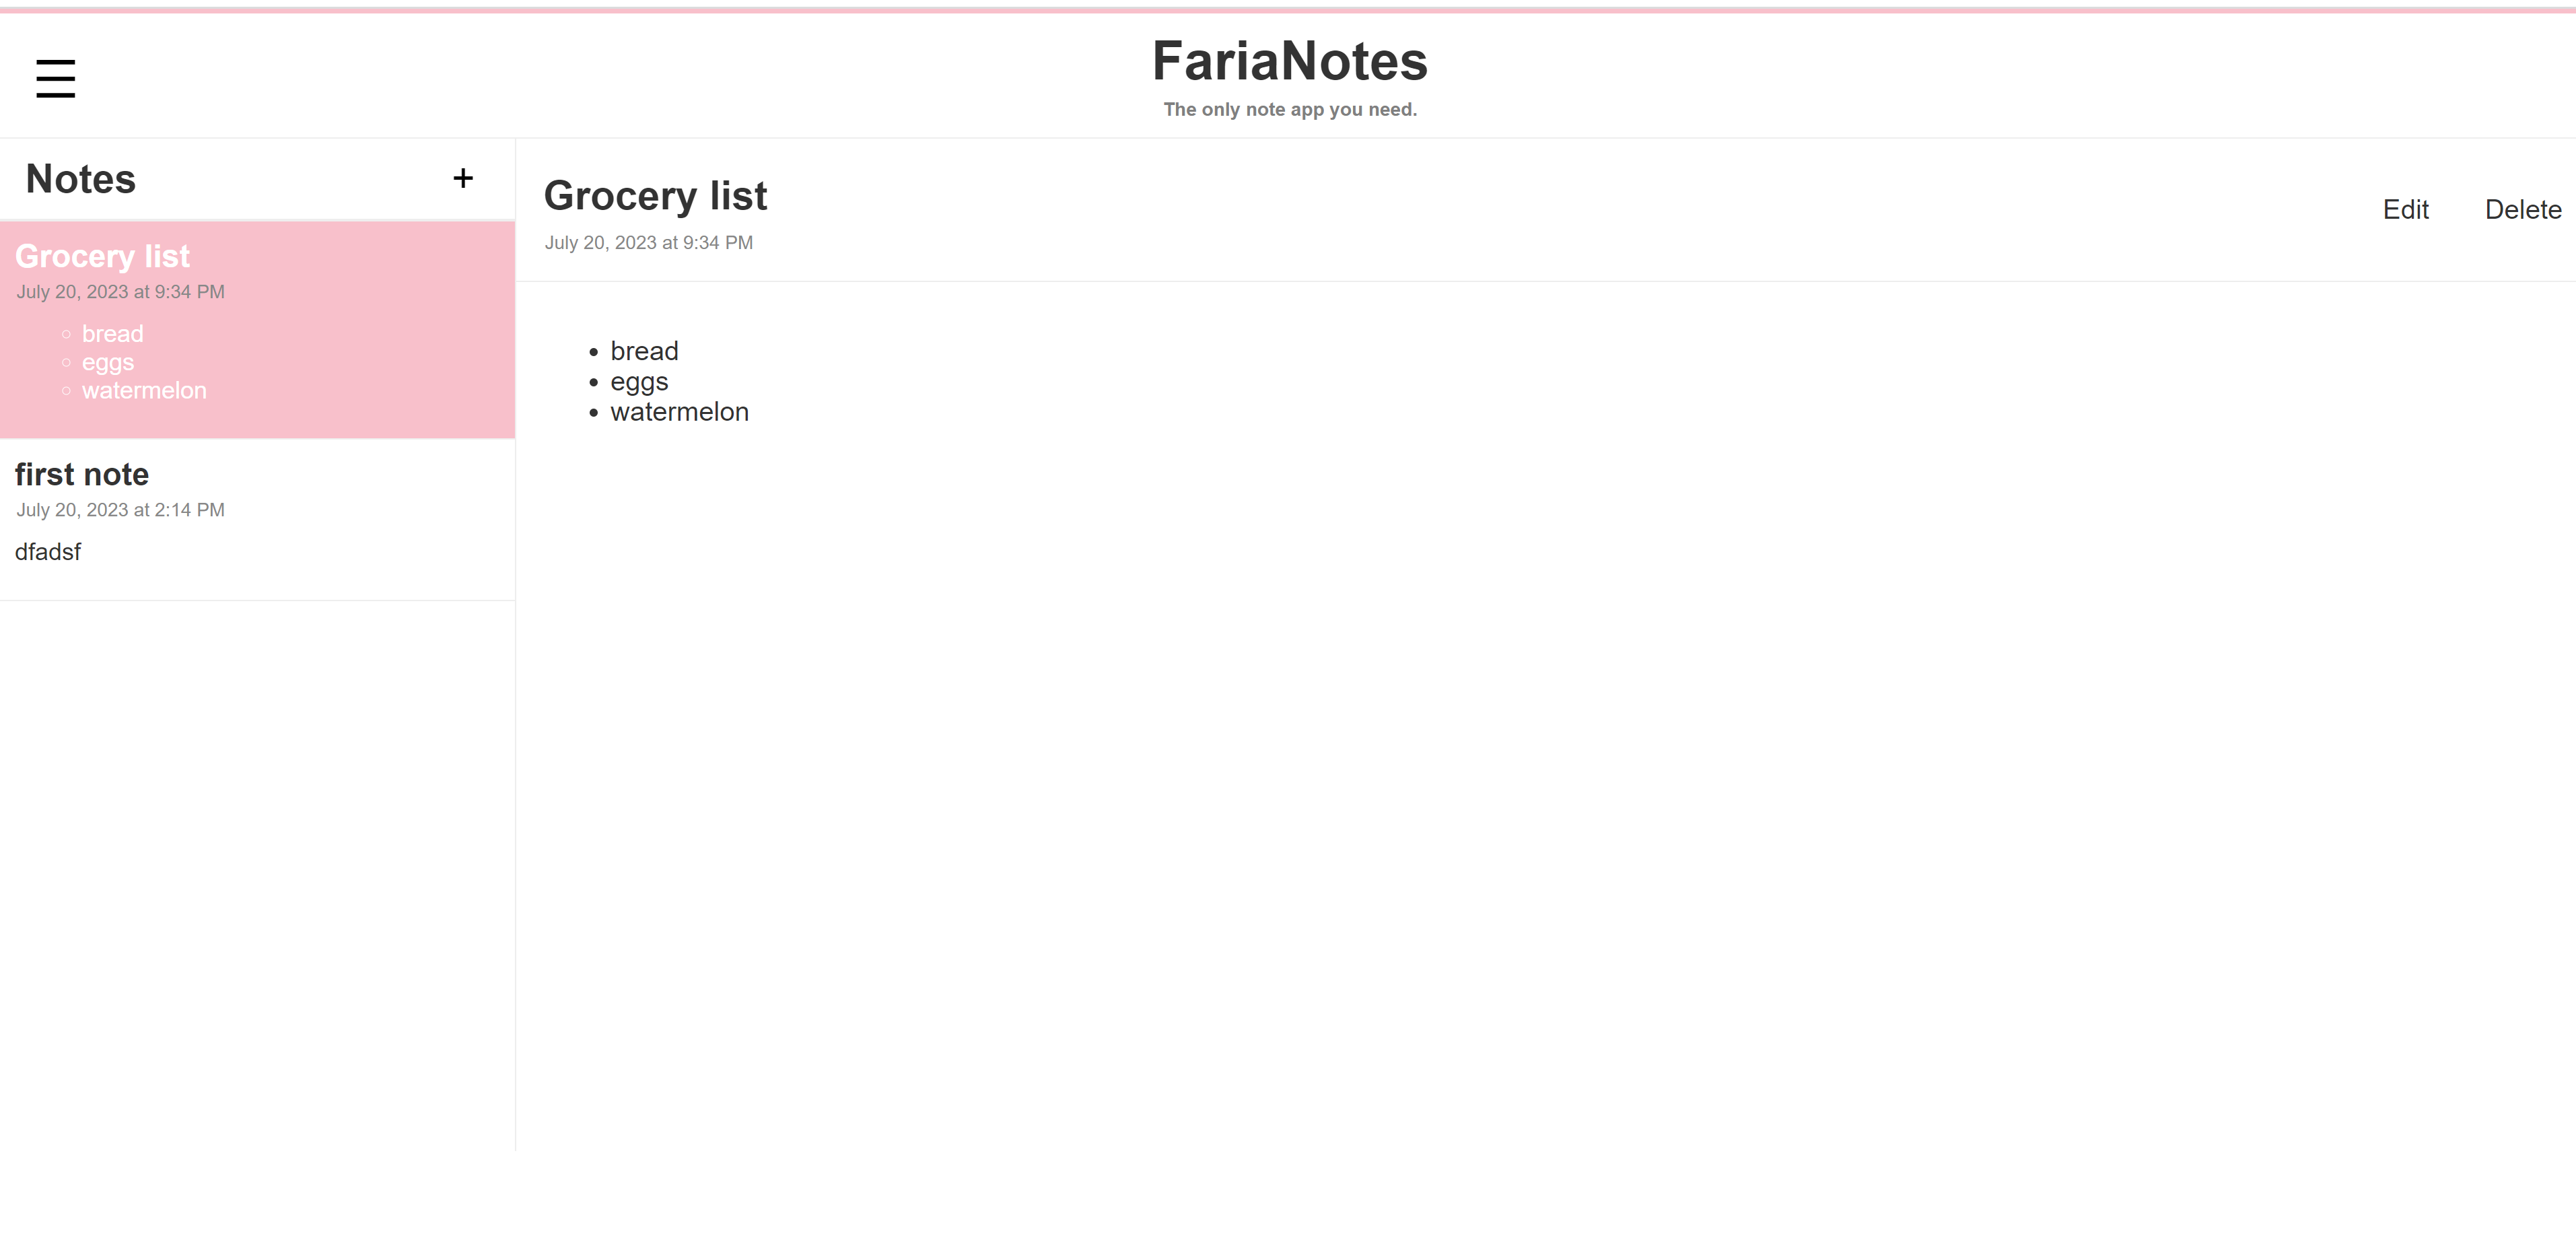 FariaNotes
The only note app you need.
Notes +
Grocery list
July 20, 2023 at 9:34 PM
bread
eggs
watermelon
first note
July 20, 2023 at 2:14 PM
dfadsf
Grocery list
July 20, 2023 at 9:34 PM
Edit Delete
bread
eggs
watermelon